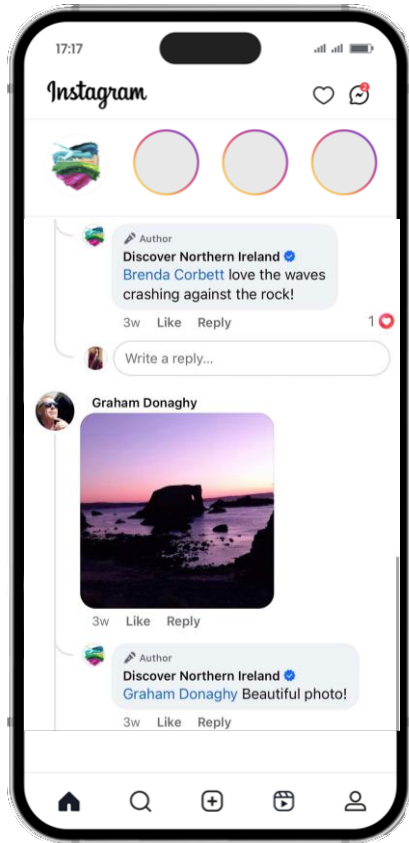 17:17
Instagram
2
Author
Discover Northern Ireland
Brenda Corbett love the waves
crashing against the rock!
3w Like Reply
1
Write a reply...
Graham Donaghy
3w Like Reply
Author
Discover Northern Ireland
Graham Donaghy Beautiful photo!
3w Like Reply